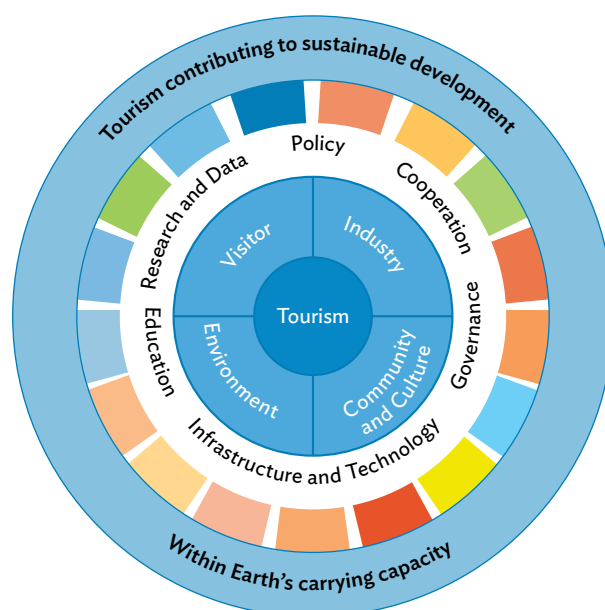 Tourism contributing to sustainable development
Policy
Cooperation
Governance
Infrastructure and Technology
Education
Research and Data
Visitor
Industry
Community
and Culture
Environment
Tourism
Within Earth’s carrying capacity